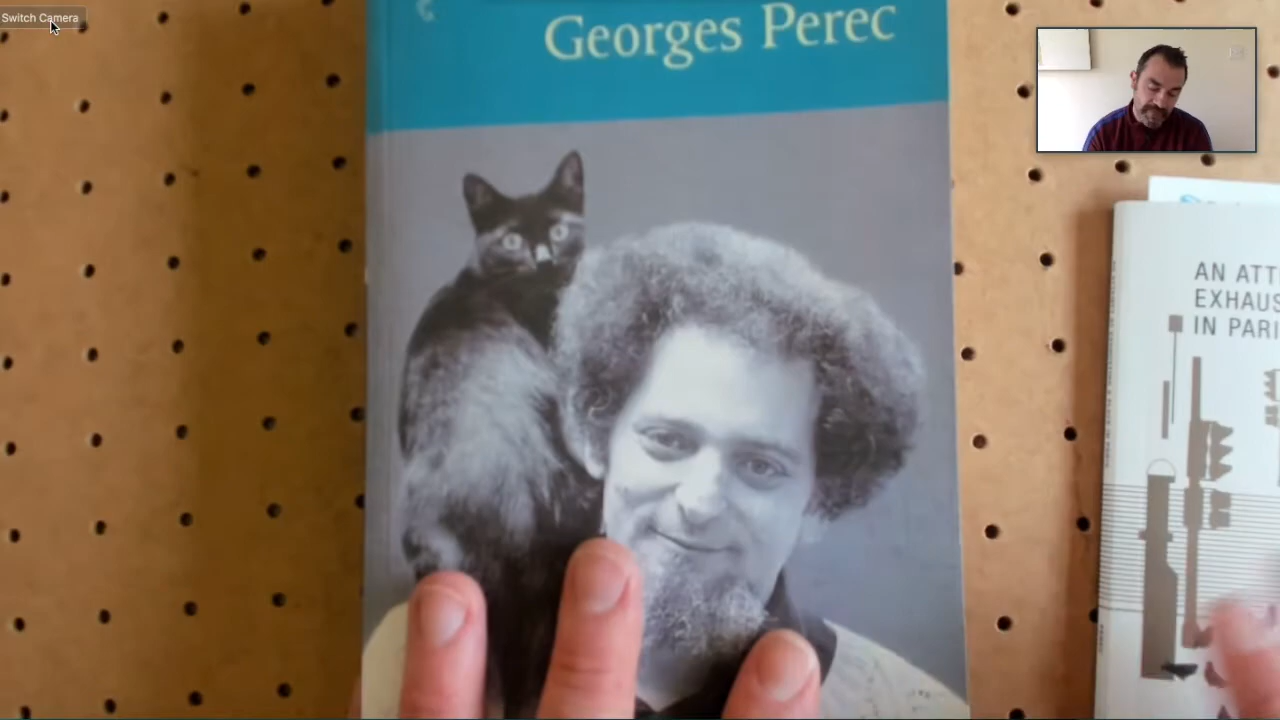 Switch Camera
Georges Perec
AN ATT
EXHAUS
IN PARI